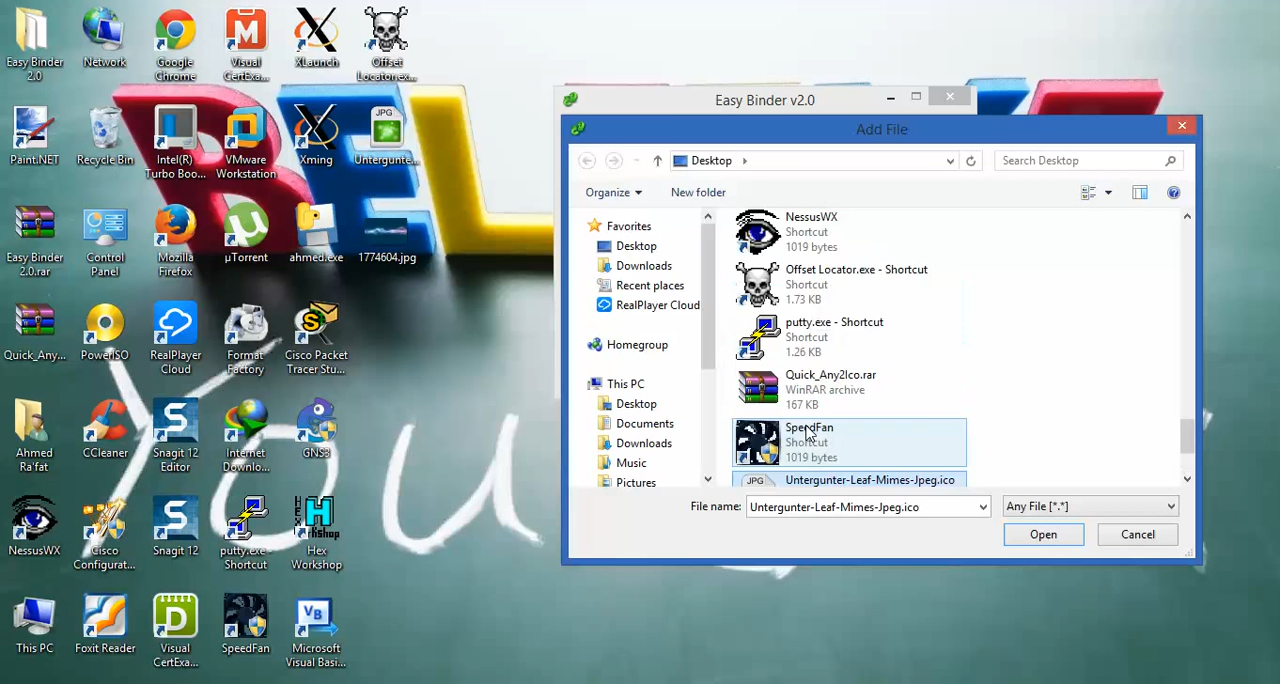 Easy Binder 2.0
Network
Google Chrome
Visual CertExa...
XLaunch
Offset Locator.ex...
Paint.NET
Recycle Bin
Intel(R) Turbo Boo...
VMware Workstation
Xming
JPG
Untergunte...
Easy Binder 2.0.rar
Control Panel
Mozilla Firefox
µTorrent
ahmed.exe
1774604.jpg
Quick_Any...
PowerISO
RealPlayer Cloud
Format Factory
Cisco Packet Tracer Stu...
Ahmed Ra'fat
CCleaner
Snagit 12 Editor
Internet Downlo...
GNS3
NessusWX
Cisco Configurat...
Snagit 12
putty.exe - Shortcut
Hex Workshop
This PC
Foxit Reader
Visual CertExa...
SpeedFan
VB
Microsoft Visual Basi...
BEL
You
Easy Binder v2.0
Add File
Desktop
Search Desktop
Organize
New folder
Favorites
Desktop
Downloads
Recent places
RealPlayer Cloud
Homegroup
This PC
Desktop
Documents
Downloads
Music
Pictures
NessusWX
Shortcut
1019 bytes
Offset Locator.exe - Shortcut
Shortcut
1.73 KB
putty.exe - Shortcut
Shortcut
1.26 KB
Quick_Any2Ico.rar
WinRAR archive
167 KB
SpeedFan
Shortcut
1019 bytes
JPG
Untergunter-Leaf-Mimes-Jpeg.ico
File name:
Untergunter-Leaf-Mimes-Jpeg.ico
Any File [*.*]
Open
Cancel